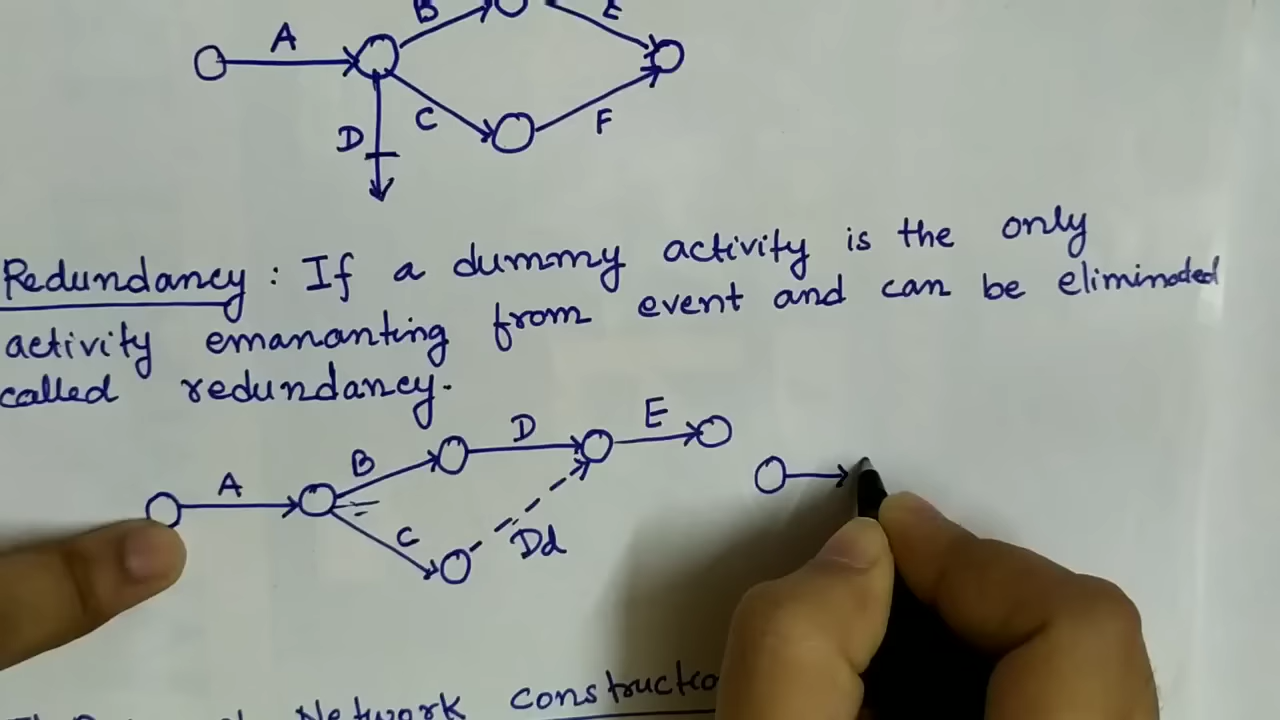 B E
A
D C F
Redundancy : If a dummy activity is the only
activity emananting from event and can be eliminated
called redundancy.
A B D E
C Dd
Network constructio